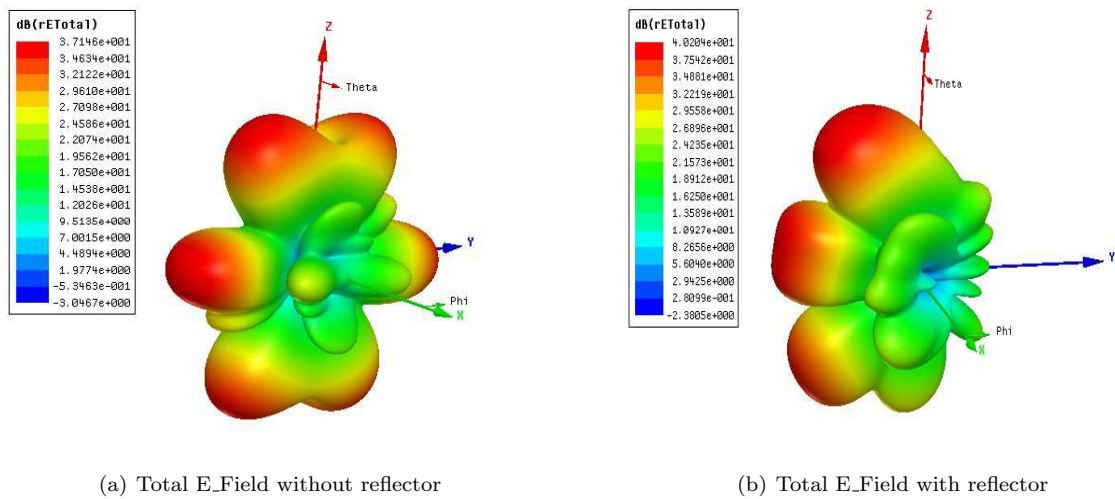 dB(rETotal)
3.7146e+001
3.4634e+001
3.2122e+001
2.9610e+001
2.7098e+001
2.4586e+001
2.2074e+001
1.9562e+001
1.7050e+001
1.4538e+001
1.2026e+001
9.5135e+000
7.0015e+000
4.4894e+000
1.9774e+000
-5.3463e-001
-3.0467e+000
Z
Theta
Y
Phi
X
dB(rETotal)
4.0204e+001
3.7542e+001
3.4881e+001
3.2219e+001
2.9558e+001
2.6896e+001
2.4235e+001
2.1573e+001
1.8912e+001
1.6250e+001
1.3589e+001
1.0927e+001
8.2656e+000
5.6040e+000
2.9425e+000
2.8099e-001
-2.3805e+000
Z
Theta
Y
Phi
X
(a) Total E_Field without reflector
(b) Total E_Field with reflector